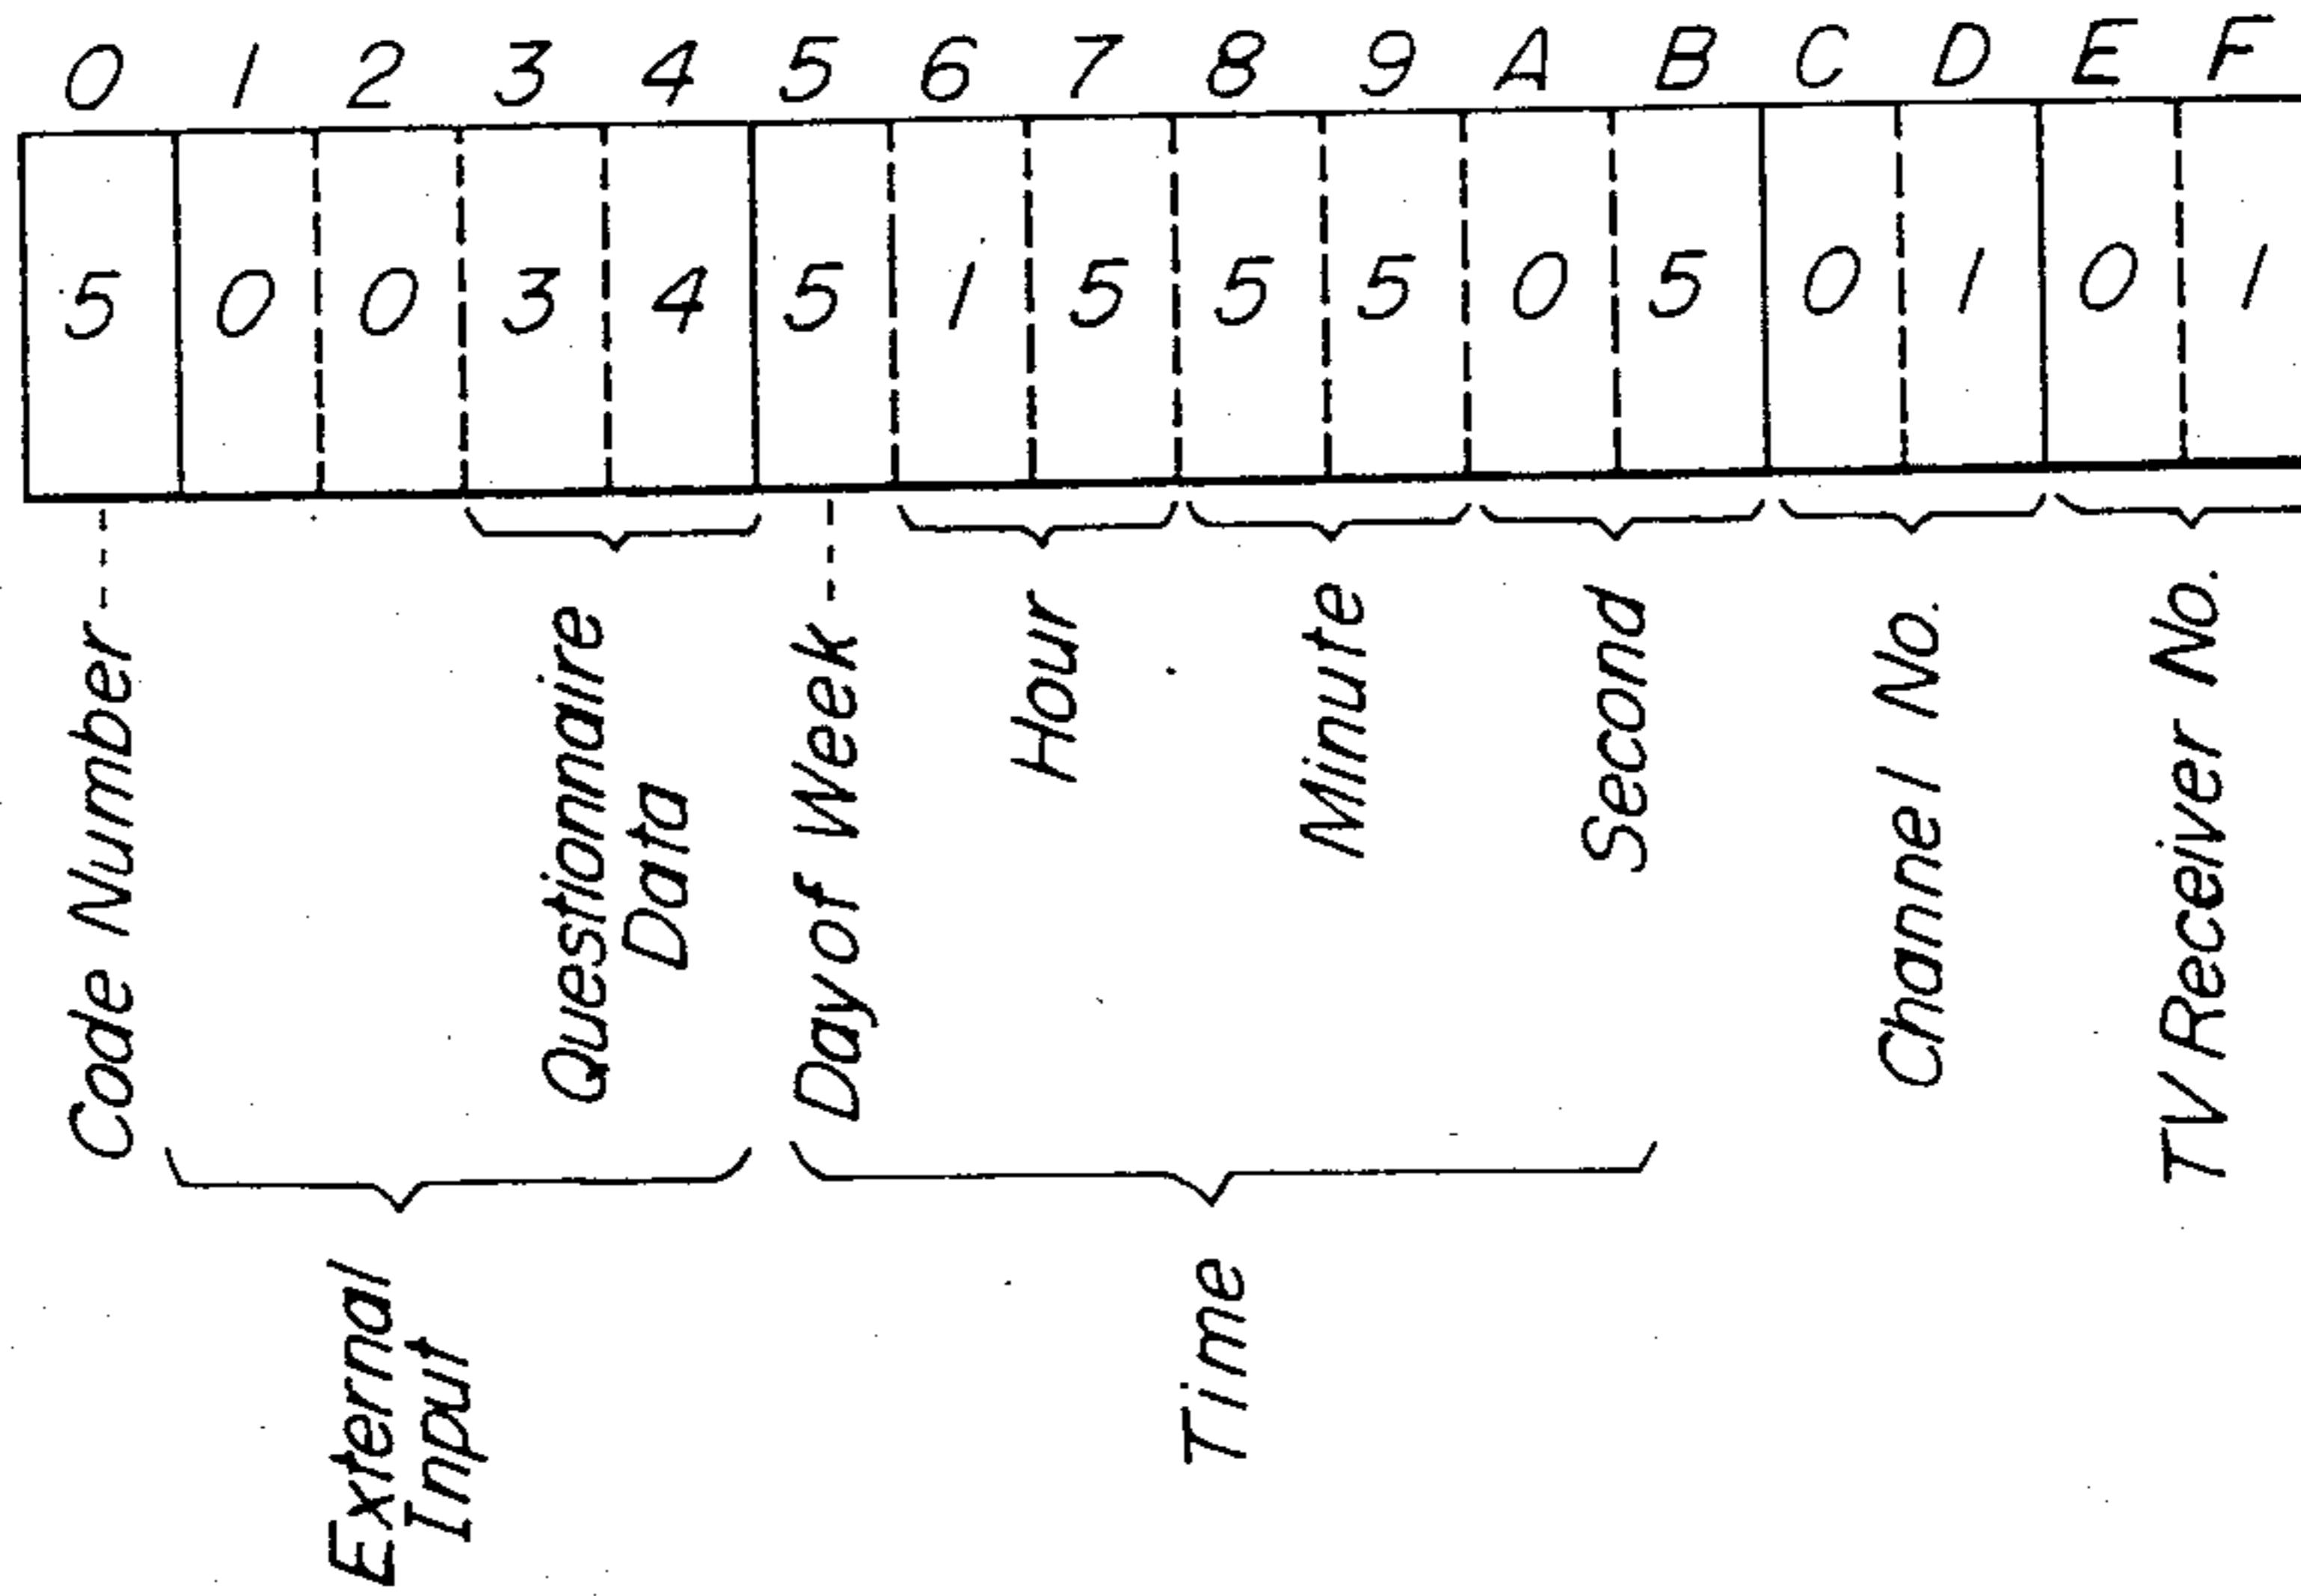 0 1 2 3 4 5 6 7 8 9 A B C D E F
5 0 0 3 4 5 1 5 5 5 0 5 0 1 0 1
Code Number
Questionnaire
Data
Day of Week
Hour
Minute
Second
Channel No.
TV Receiver No.
External
Input
Time